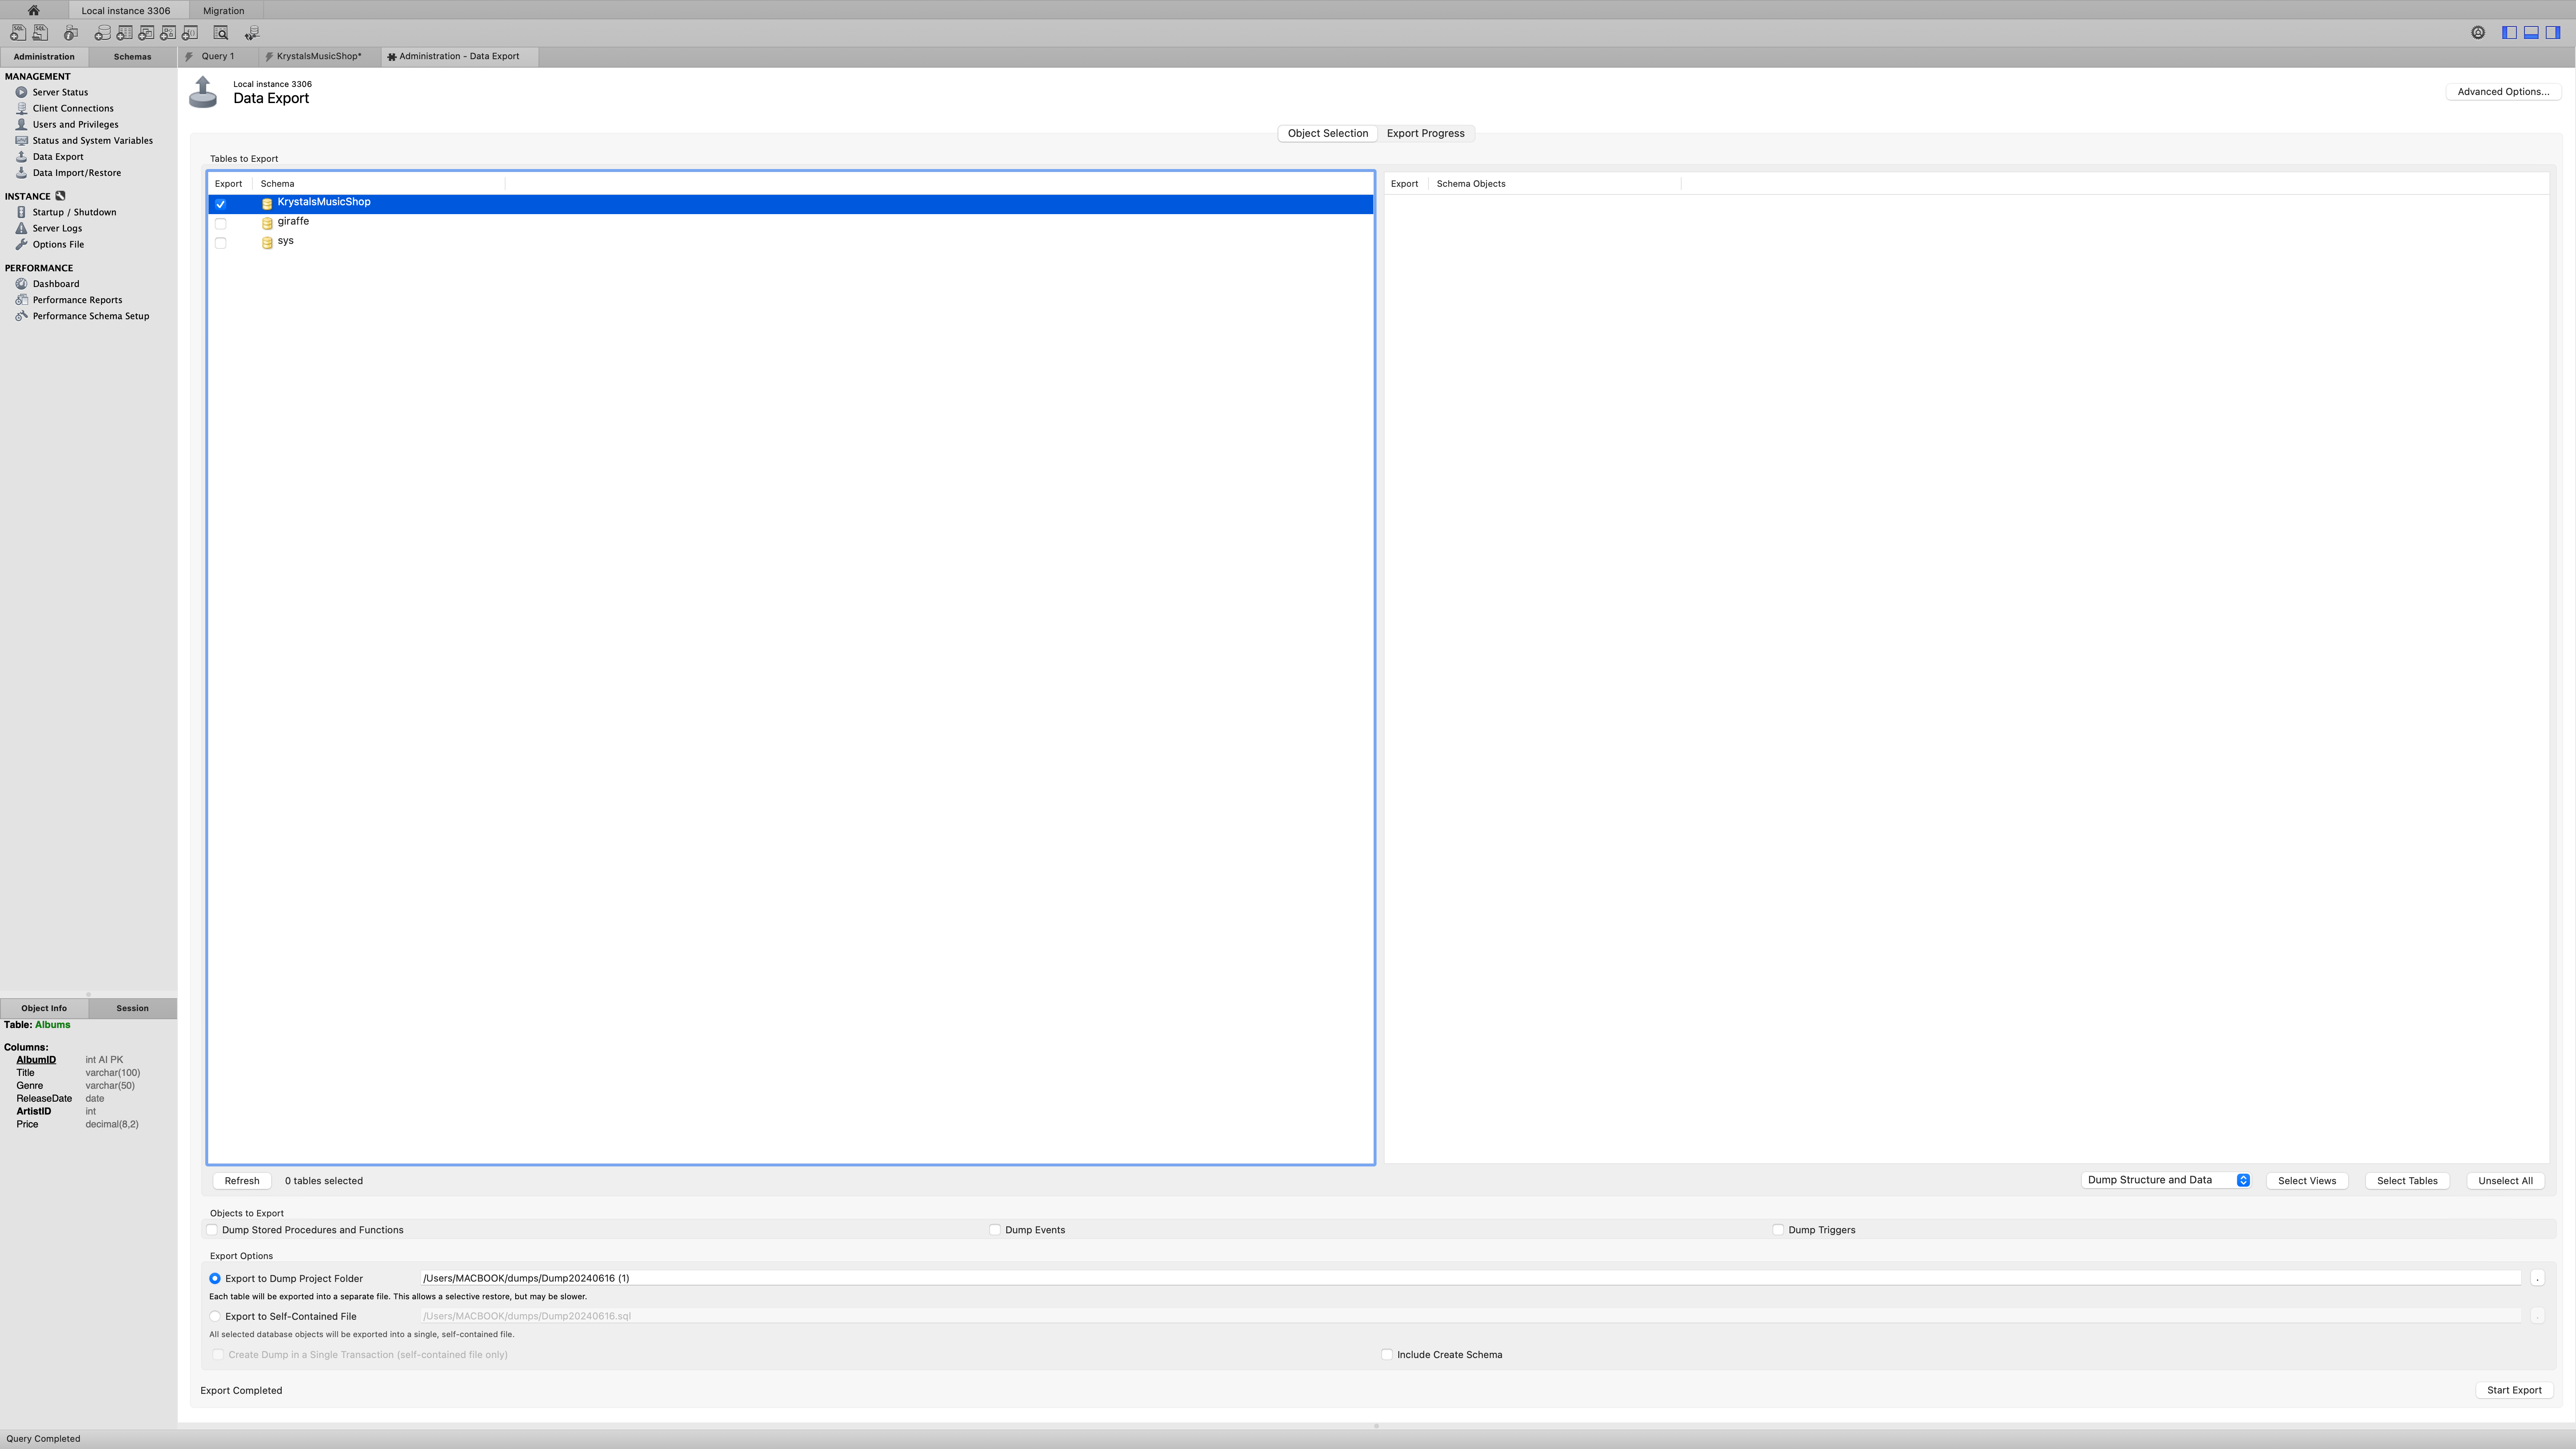 Local instance 3306
Migration
Administration
Schemas
Query 1
KrystalsMusicShop*
Administration - Data Export
MANAGEMENT
Server Status
Client Connections
Users and Privileges
Status and System Variables
Data Export
Data Import/Restore
INSTANCE
Startup / Shutdown
Server Logs
Options File
PERFORMANCE
Dashboard
Performance Reports
Performance Schema Setup
Object Info
Session
Table: Albums
Columns:
AlbumID int AI PK
Title varchar(100)
Genre varchar(50)
ReleaseDate date
ArtistID int
Price decimal(8,2)
Local instance 3306
Data Export
Advanced Options...
Object Selection
Export Progress
Tables to Export
Export Schema
KrystalsMusicShop
giraffe
sys
Export Schema Objects
Refresh
0 tables selected
Dump Structure and Data
Select Views
Select Tables
Unselect All
Objects to Export
Dump Stored Procedures and Functions
Dump Events
Dump Triggers
Export Options
Export to Dump Project Folder
/Users/MACBOOK/dumps/Dump20240616 (1)
.
Each table will be exported into a separate file. This allows a selective restore, but may be slower.
Export to Self-Contained File
/Users/MACBOOK/dumps/Dump20240616.sql
.
All selected database objects will be exported into a single, self-contained file.
Create Dump in a Single Transaction (self-contained file only)
Include Create Schema
Export Completed
Start Export
Query Completed